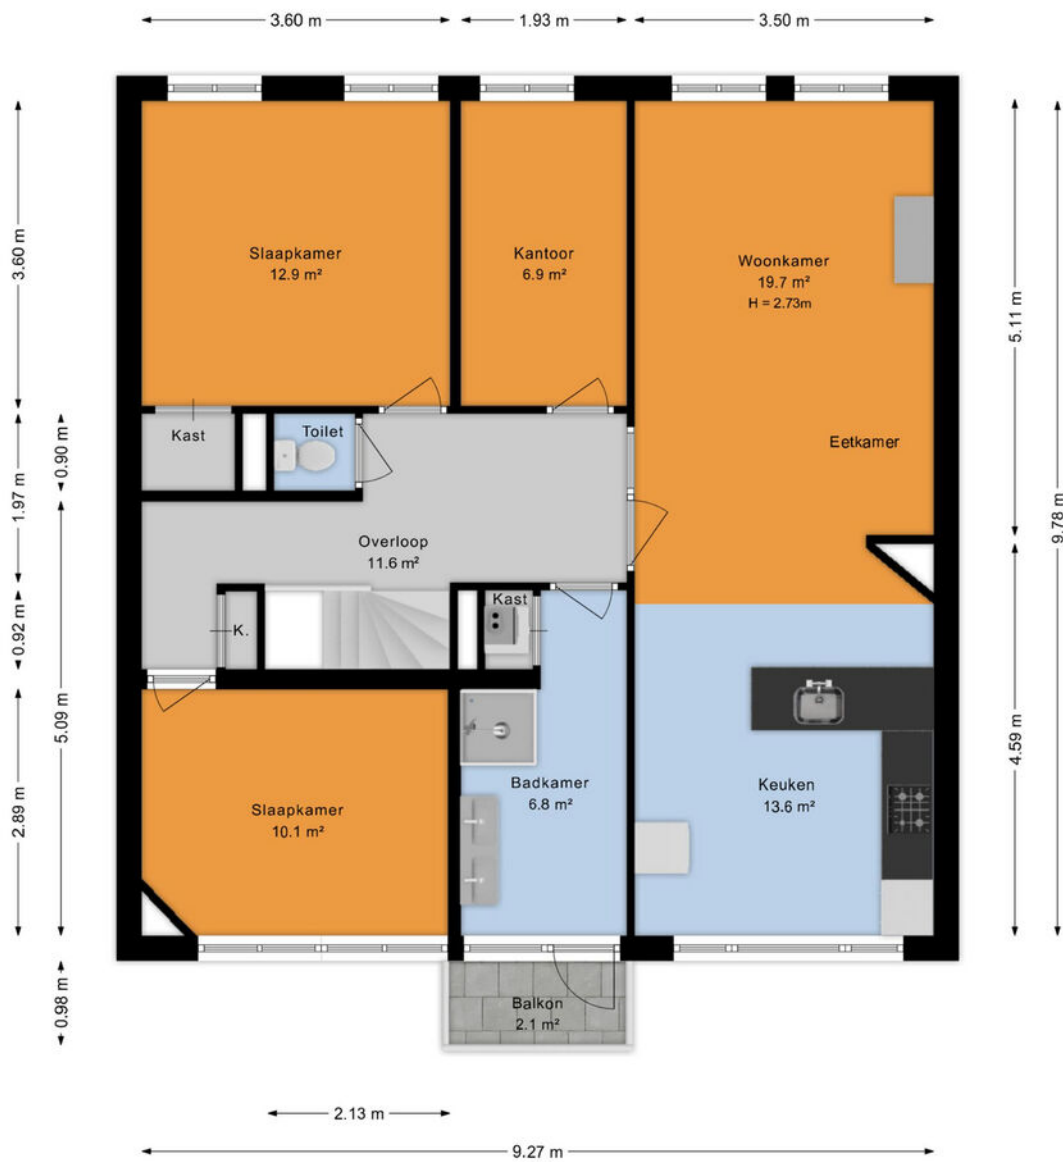 3.60 m
1.93 m
3.50 m
Slaapkamer
12.9 m²
Kantoor
6.9 m²
Woonkamer
19.7 m²
H = 2.73m
3.60 m
5.11 m
9.78 m
Kast
Toilet
Eetkamer
0.90 m
1.97 m
Overloop
11.6 m²
0.92 m
K.
Kast
5.09 m
4.59 m
2.89 m
Slaapkamer
10.1 m²
Badkamer
6.8 m²
Keuken
13.6 m²
0.98 m
Balkon
2.1 m²
2.13 m
9.27 m